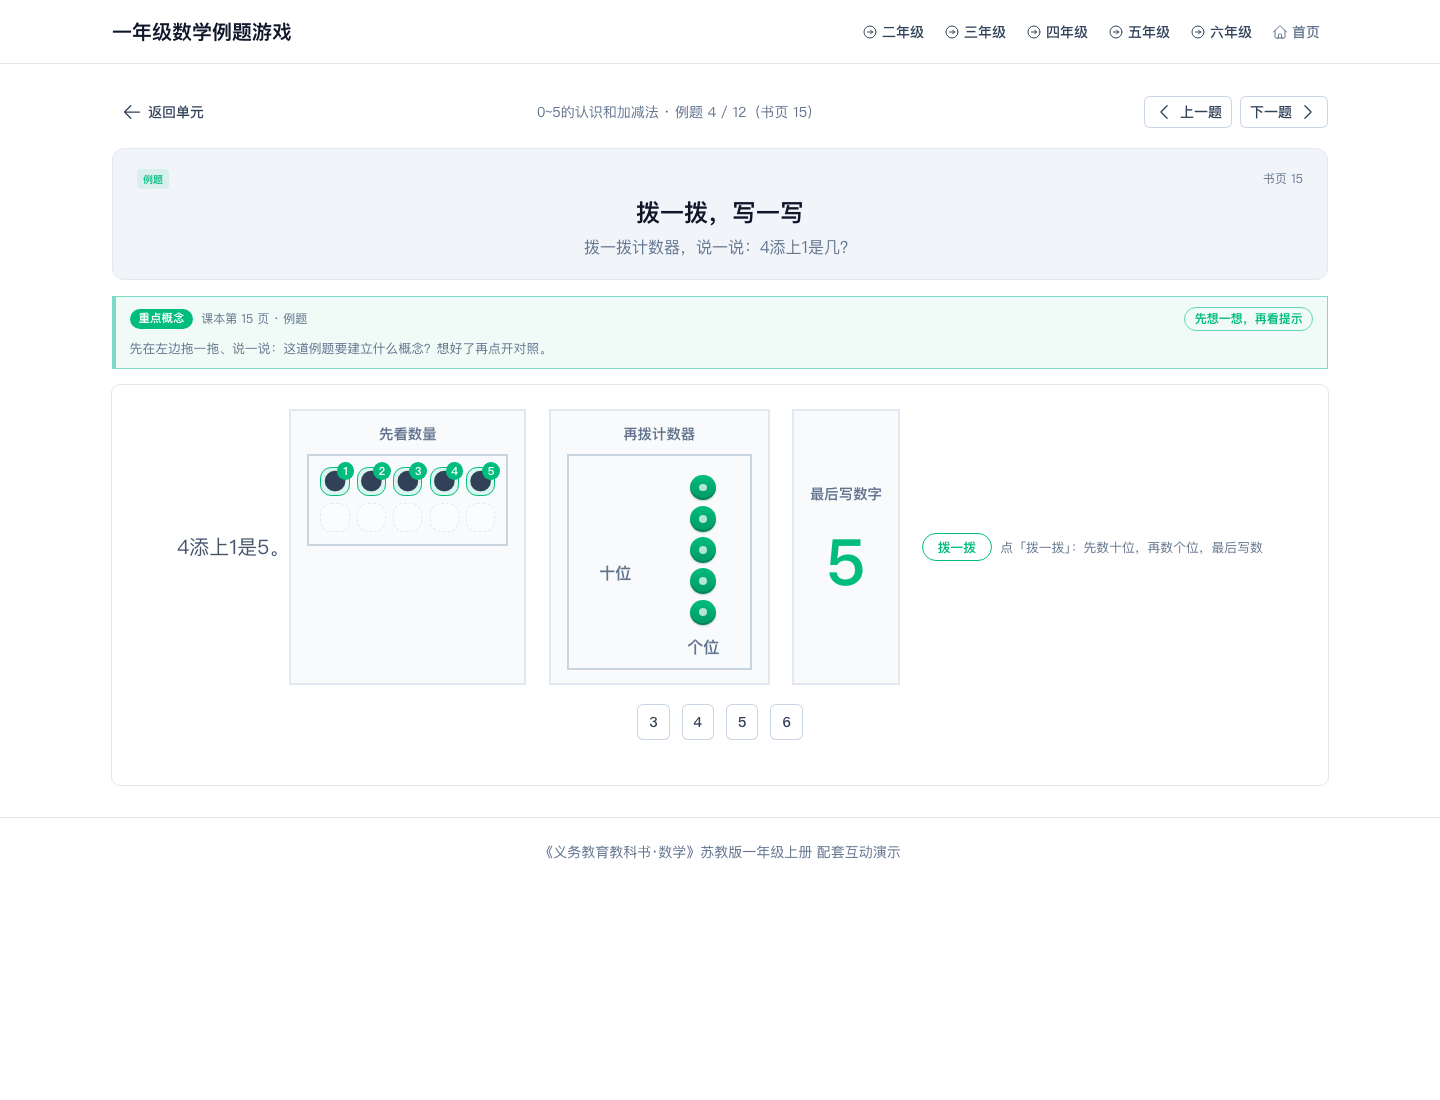 一年级数学例题游戏
二年级
三年级
四年级
五年级
六年级
首页
返回单元
0~5的认识和加减法 · 例题 4 / 12（书页 15）
上一题
下一题
例题
书页 15
拨一拨，写一写
拨一拨计数器，说一说：4添上1是几？
重点概念
课本第 15 页 · 例题
先想一想，再看提示
先在左边拖一拖、说一说：这道例题要建立什么概念？想好了再点开对照。
4添上1是5。
先看数量
1 2 3 4 5
再拨计数器
十位
个位
最后写数字
5
拨一拨
点「拨一拨」：先数十位，再数个位，最后写数
3 4 5 6
《义务教育教科书·数学》苏教版一年级上册 配套互动演示